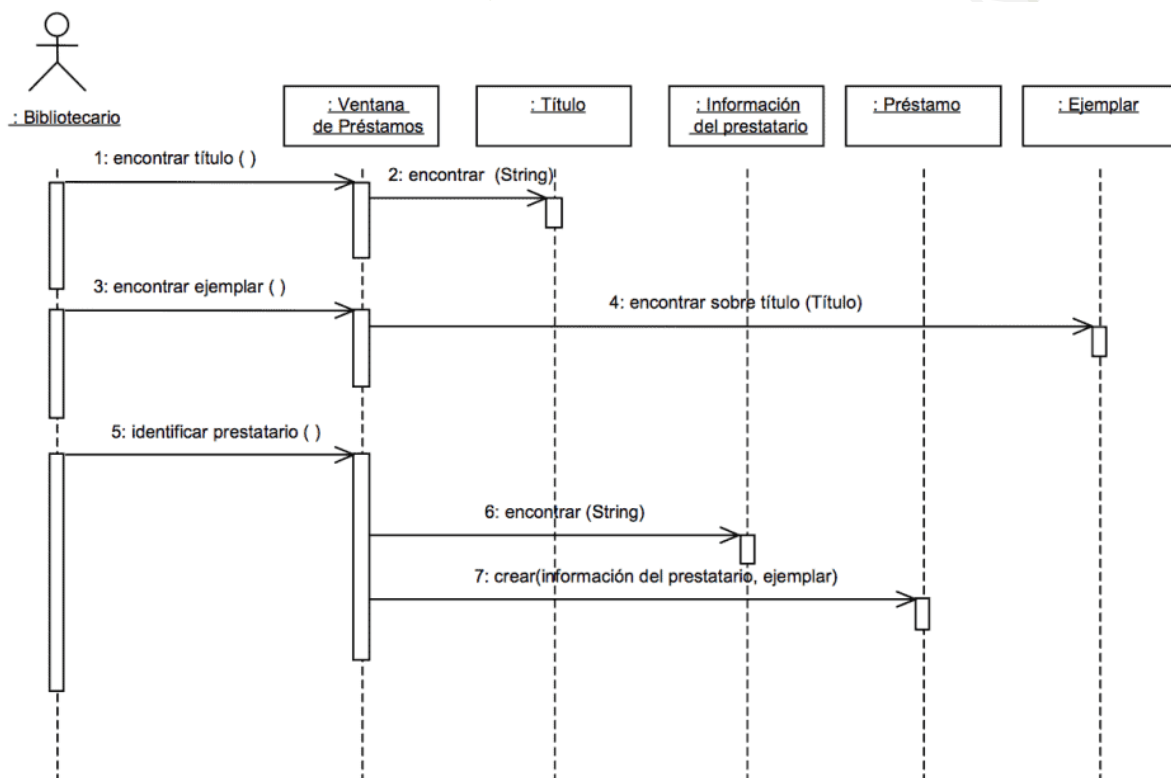 : Bibliotecario
: Ventana
de Préstamos
: Título
: Información
del prestatario
: Préstamo
: Ejemplar
1: encontrar título ( )
2: encontrar (String)
3: encontrar ejemplar ( )
4: encontrar sobre título (Título)
5: identificar prestatario ( )
6: encontrar (String)
7: crear(información del prestatario, ejemplar)